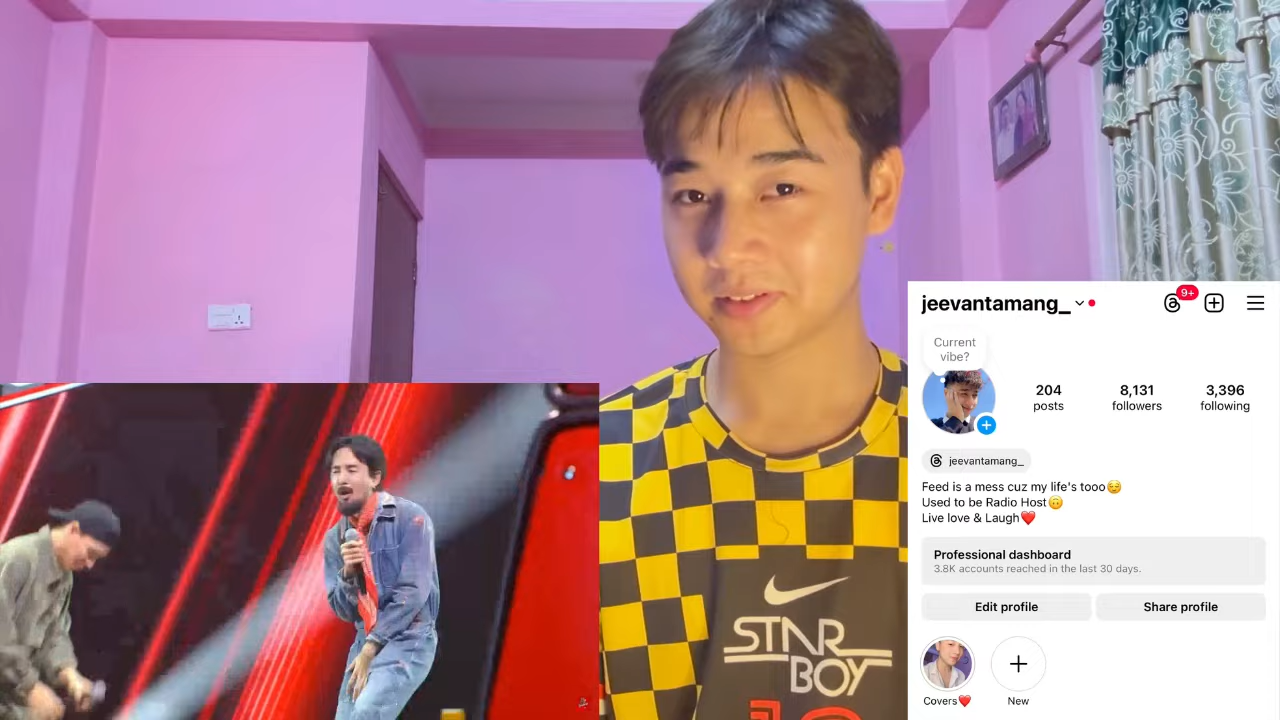 jeevantamang_
9+
Current
vibe?
204
posts
8,131
followers
3,396
following
jeevantamang_
Feed is a mess cuz my life's tooo😌
Used to be Radio Host🙃
Live love & Laugh❤️
Professional dashboard
3.8K accounts reached in the last 30 days.
Edit profile
Share profile
Covers❤️
New
STAR
BOY